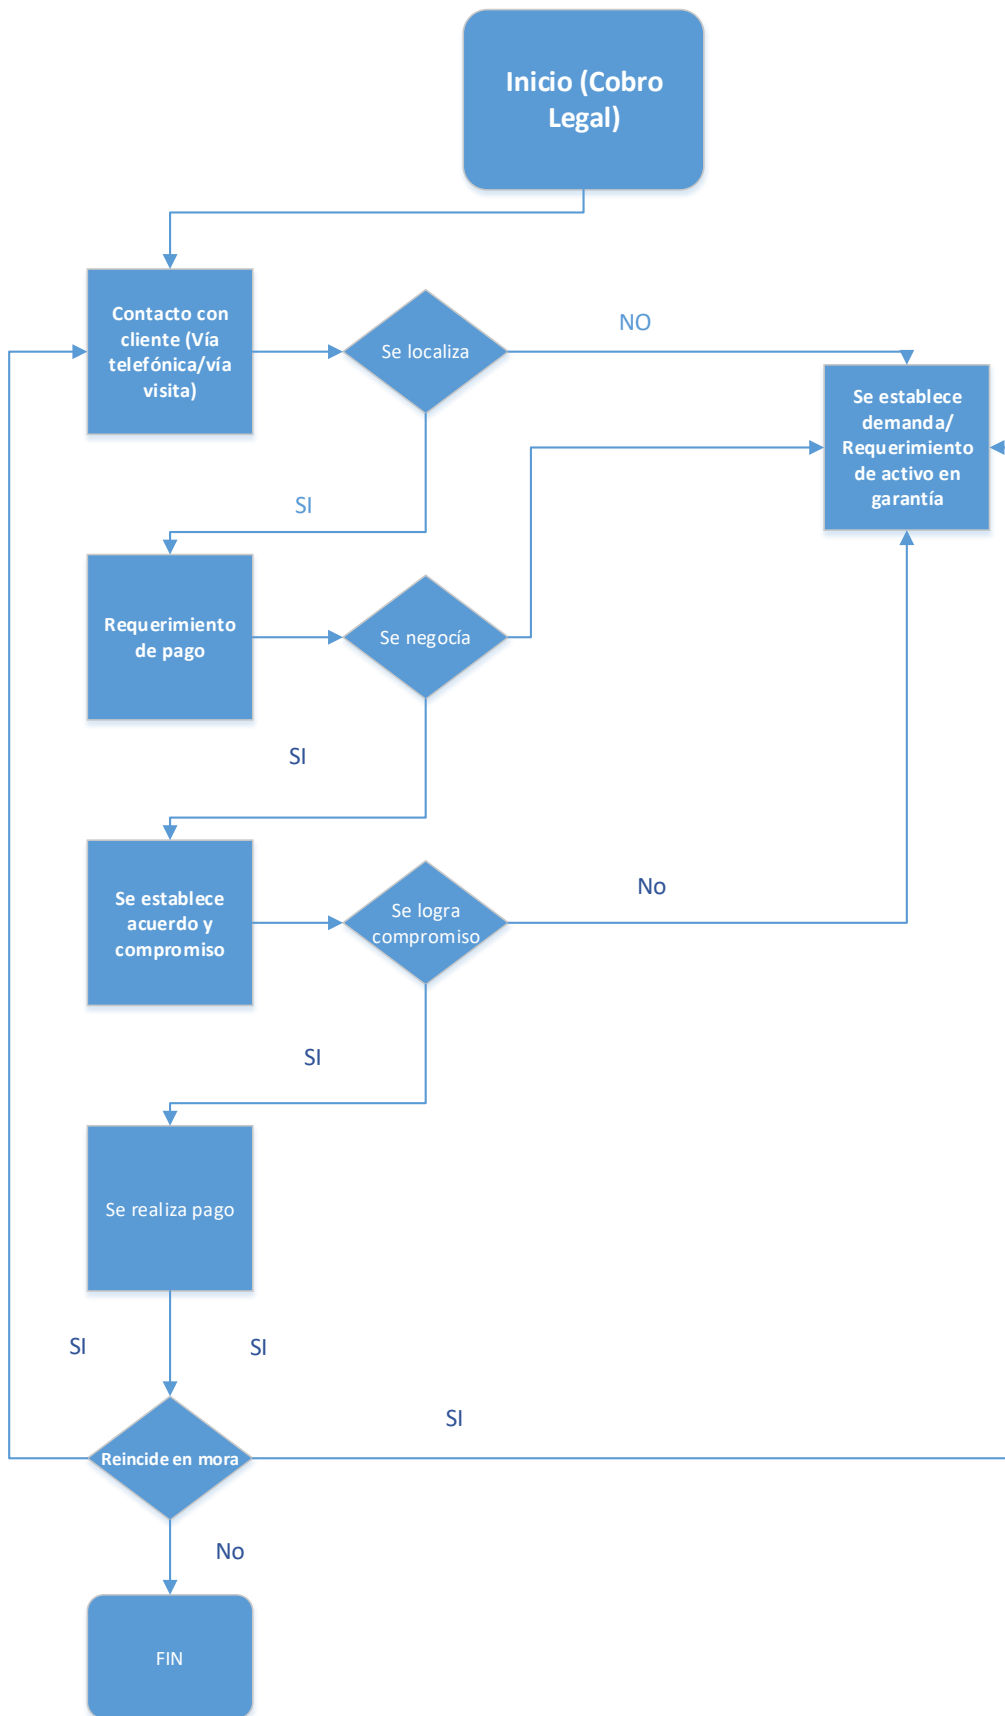 Inicio (Cobro
Legal)
Contacto con
cliente (Vía
telefónica/vía
visita)
Se localiza
NO
Se establece
demanda/
Requerimiento
de activo en
garantía
SI
Requerimiento
de pago
Se negocía
SI
Se establece
acuerdo y
compromiso
Se logra
compromiso
No
SI
Se realiza pago
SI
SI
SI
Reincide en mora
No
FIN